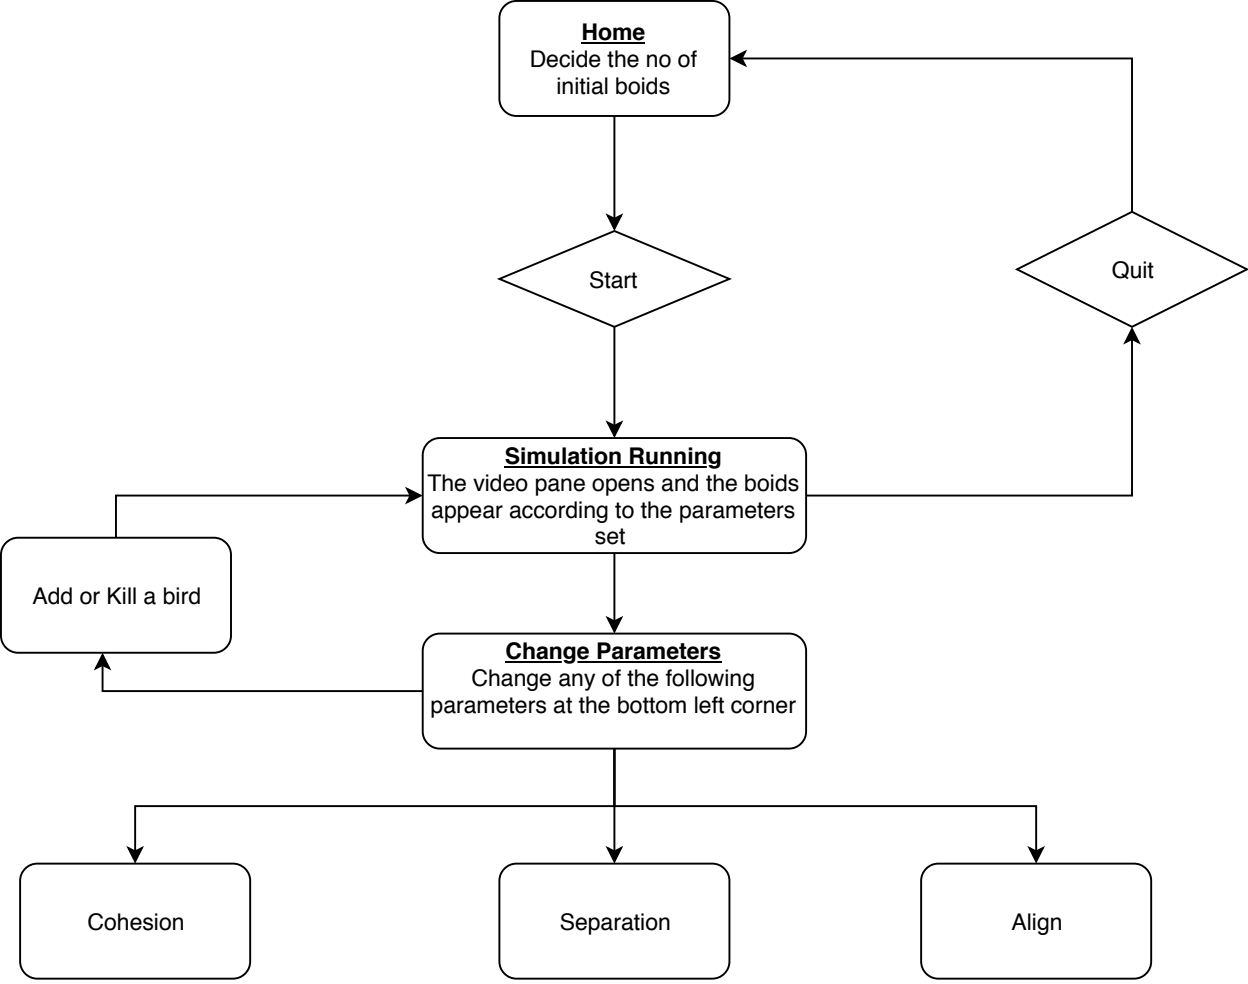 Home
Decide the no of
initial boids
Start
Quit
Simulation Running
The video pane opens and the boids
appear according to the parameters
set
Add or Kill a bird
Change Parameters
Change any of the following
parameters at the bottom left corner
Cohesion
Separation
Align